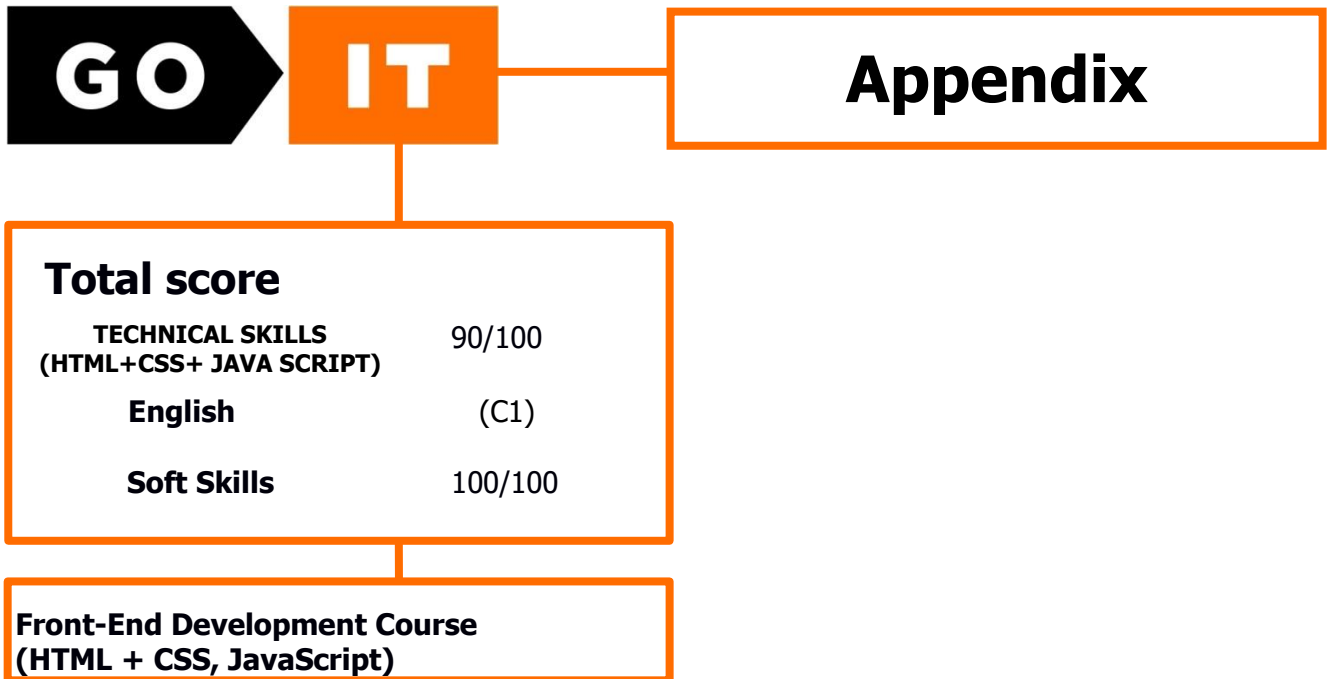 GO IT
Appendix
Total score
TECHNICAL SKILLS 90/100
(HTML+CSS+ JAVA SCRIPT)
English (C1)
Soft Skills 100/100
Front-End Development Course
(HTML + CSS, JavaScript)